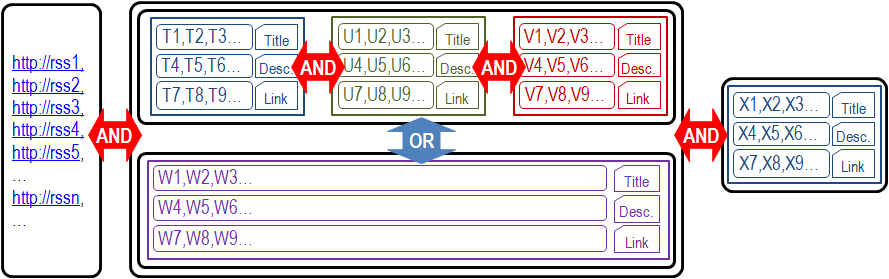 http://rss1,
http://rss2,
http://rss3,
http://rss4,
http://rss5,
…
http://rssn,
…
AND
T1,T2,T3… Title
T4,T5,T6… Desc.
T7,T8,T9… Link
AND
U1,U2,U3… Title
U4,U5,U6… Desc.
U7,U8,U9… Link
AND
V1,V2,V3… Title
V4,V5,V6… Desc.
V7,V8,V9… Link
OR
W1,W2,W3… Title
W4,W5,W6… Desc.
W7,W8,W9… Link
AND
X1,X2,X3… Title
X4,X5,X6… Desc.
X7,X8,X9… Link